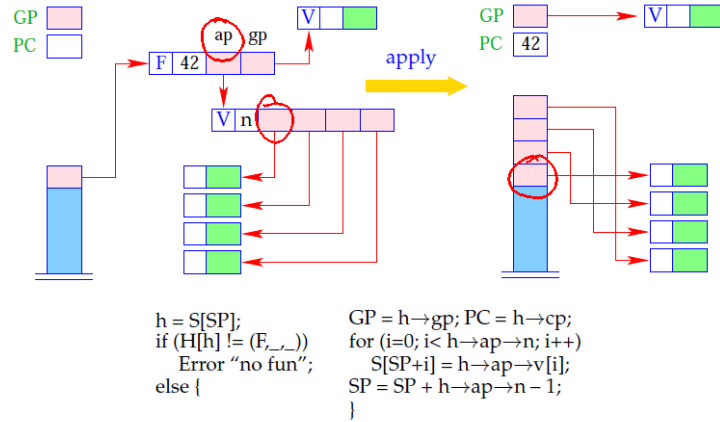 GP
PC
ap gp
F 42
V
V n
apply
GP
PC 42
V
h = S[SP];
if (H[h] != (F,_,_))
Error “no fun”;
else {
GP = h→gp; PC = h→cp;
for (i=0; i< h→ap→n; i++)
S[SP+i] = h→ap→v[i];
SP = SP + h→ap→n – 1;
}